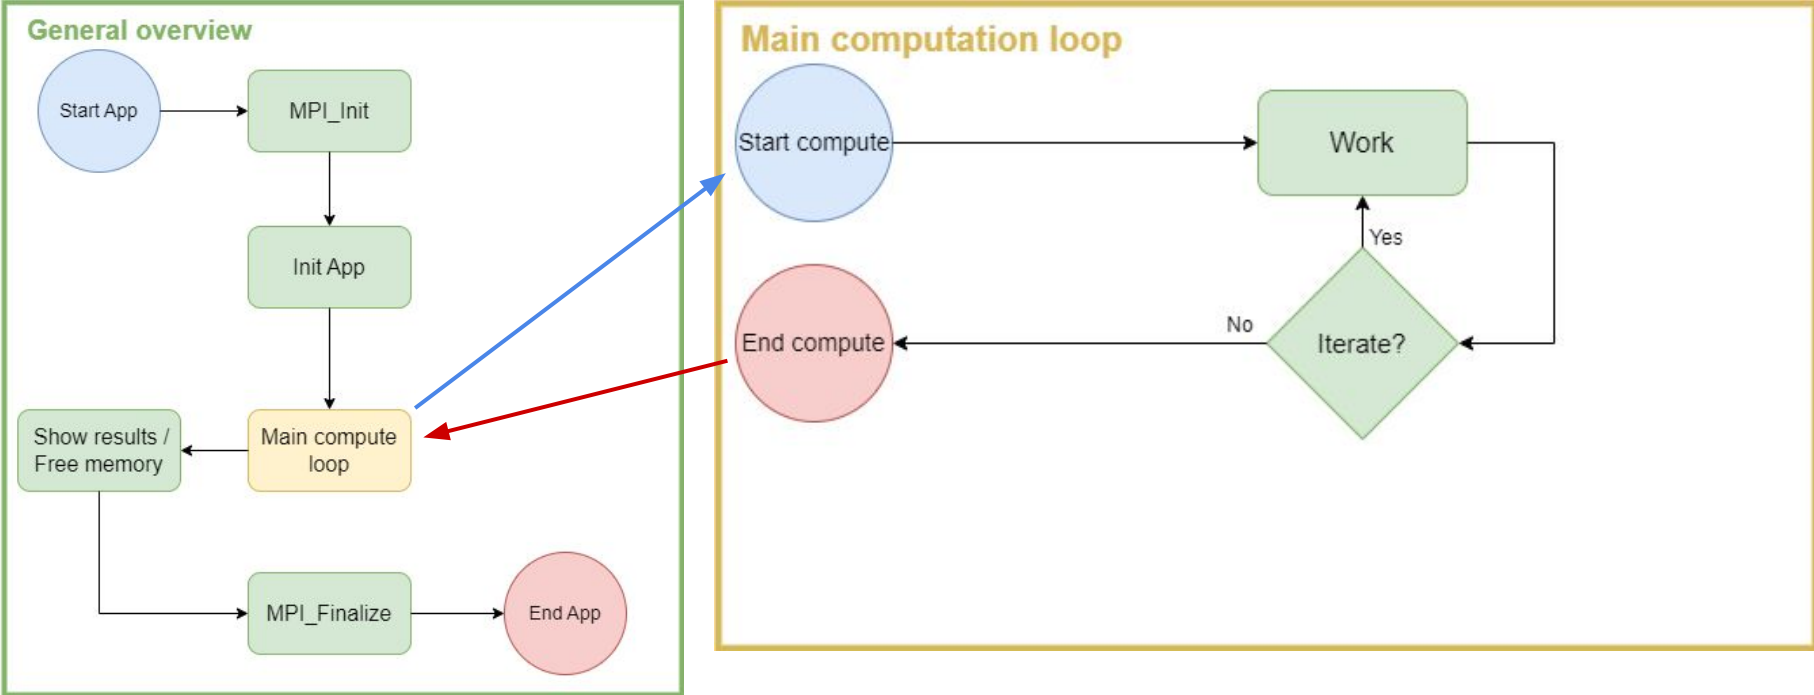 General overview
Start App
MPI_Init
Init App
Main compute
loop
Show results /
Free memory
MPI_Finalize
End App
Main computation loop
Start compute
Work
Yes
Iterate?
No
End compute